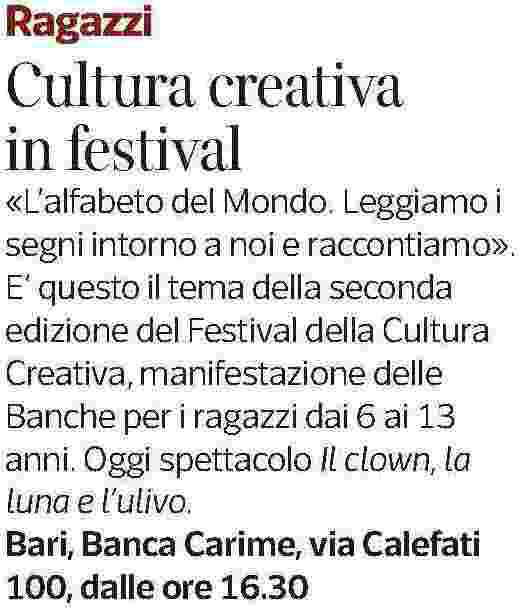 Ragazzi
Cultura creativa
in festival
«L'alfabeto del Mondo. Leggiamo i
segni intorno a noi e raccontiamo».
E' questo il tema della seconda
edizione del Festival della Cultura
Creativa, manifestazione delle
Banche per i ragazzi dai 6 ai 13
anni. Oggi spettacolo Il clown, la
luna e l'ulivo.
Bari, Banca Carime, via Calefati
100, dalle ore 16.30